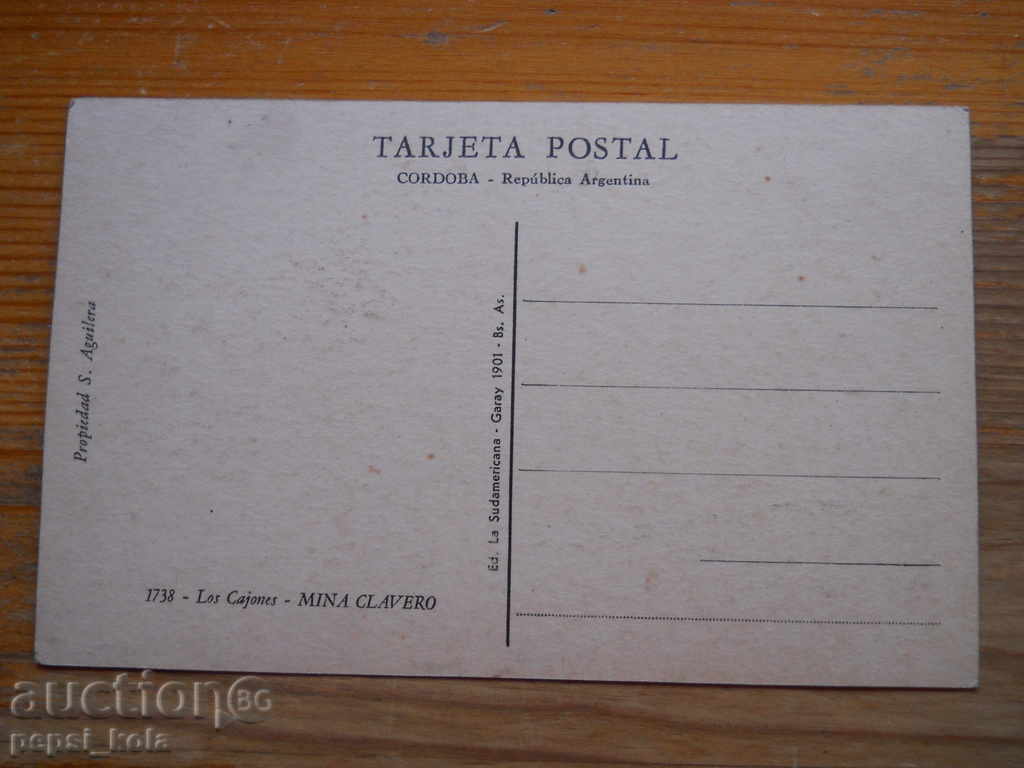 TARJETA POSTAL
CORDOBA - República Argentina
Propiedad S. Aguilera
Ed. La Sudamericana - Garay 1901 - Bs. As.
1738 - Los Cajones - MINA CLAVERO
auction BG
pepsi_kola